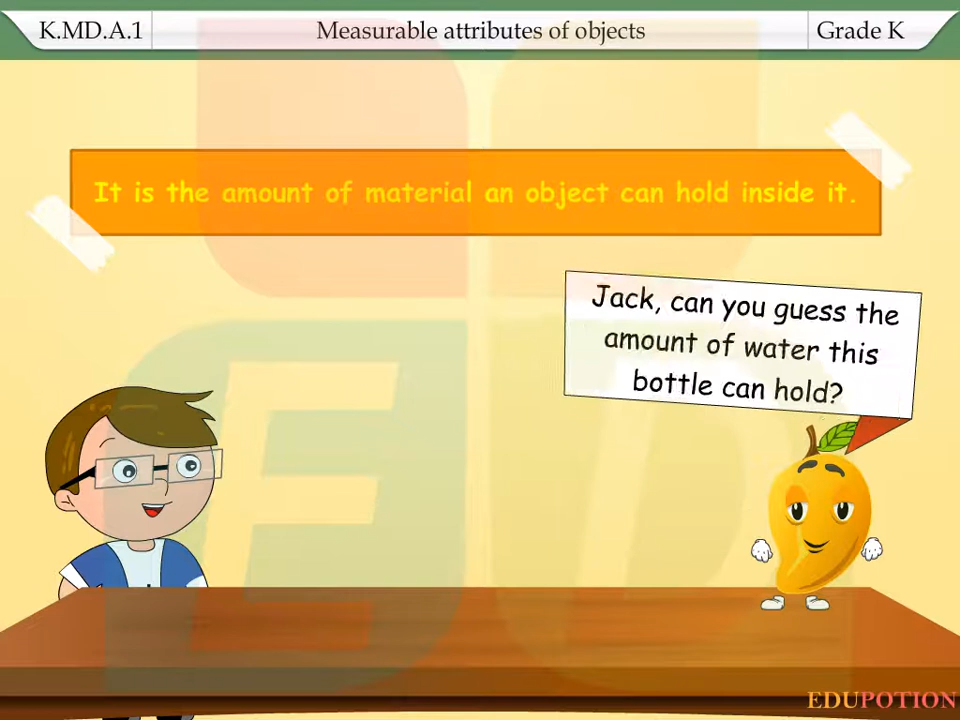 K.MD.A.1
Measurable attributes of objects
Grade K
It is the amount of material an object can hold inside it.
Jack, can you guess the
amount of water this
bottle can hold?
EDUPOTION